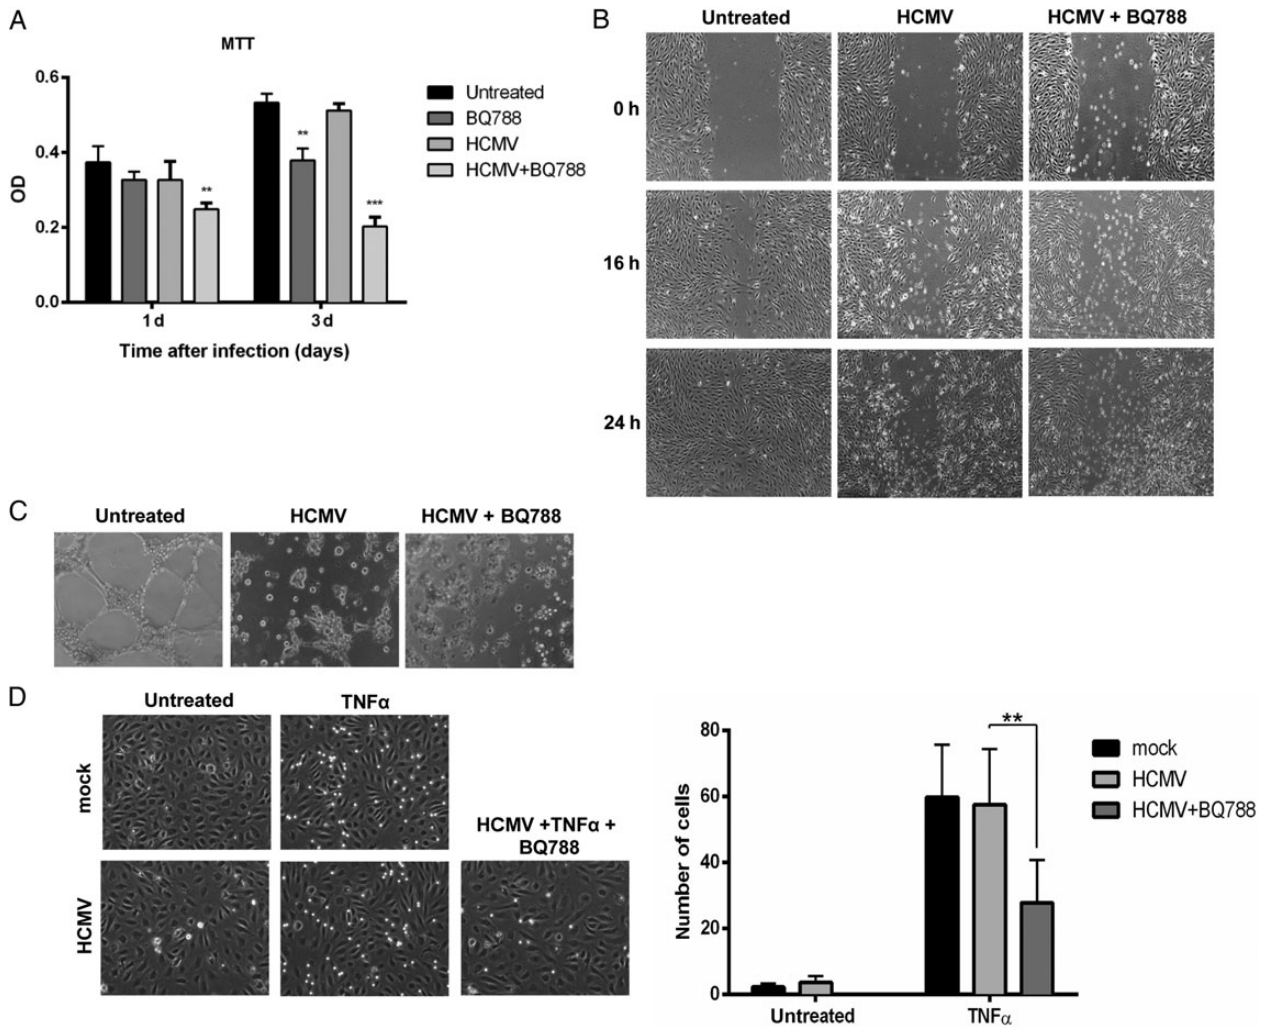 A
MTT
0.6
0.4
0.2
0.0
OD
**
**
***
1 d
3 d
Time after infection (days)
Untreated
BQ788
HCMV
HCMV+BQ788
B
Untreated
HCMV
HCMV + BQ788
0 h
16 h
24 h
C
Untreated
HCMV
HCMV + BQ788
D
Untreated
TNFα
mock
HCMV
HCMV +TNFα +
BQ788
80
60
40
20
0
Number of cells
**
Untreated
TNFα
mock
HCMV
HCMV+BQ788